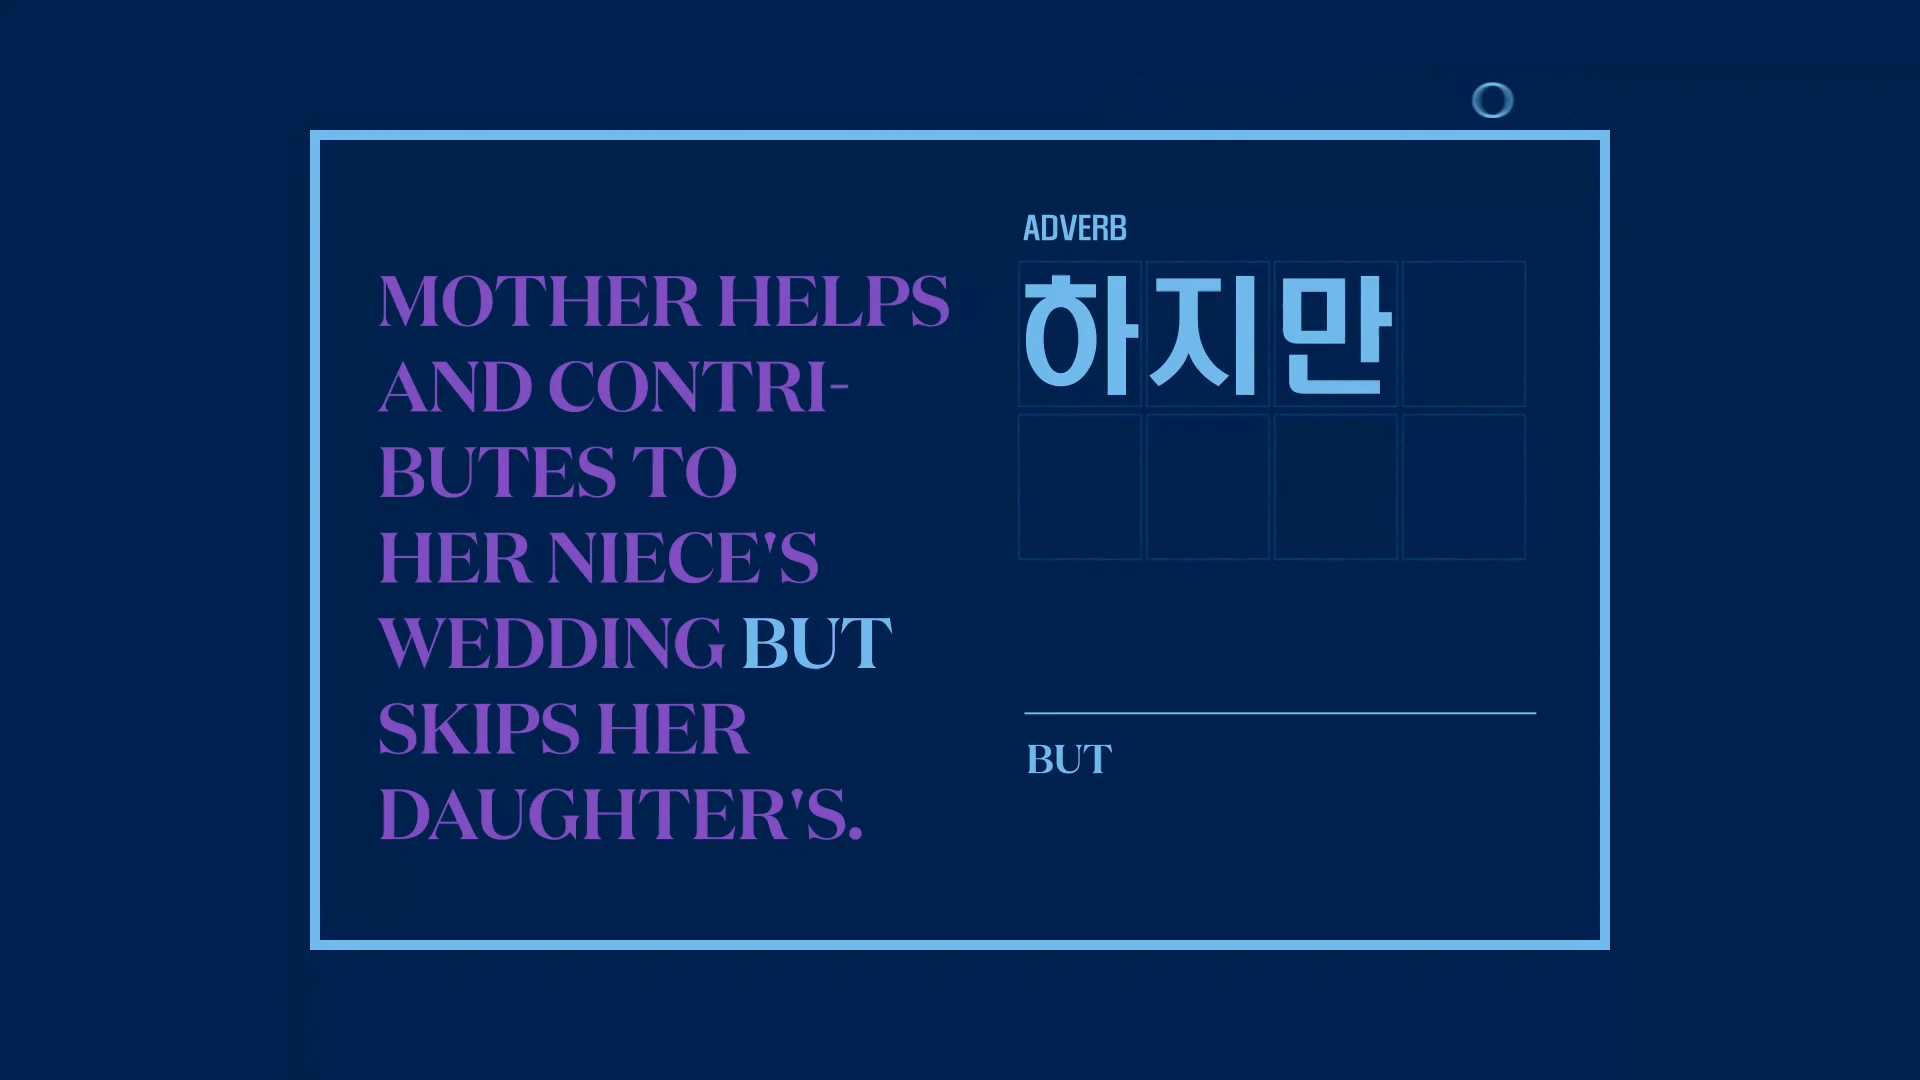 MOTHER HELPS
AND CONTRI-
BUTES TO
HER NIECE'S
WEDDING BUT
SKIPS HER
DAUGHTER'S.
ADVERB
하지만
BUT